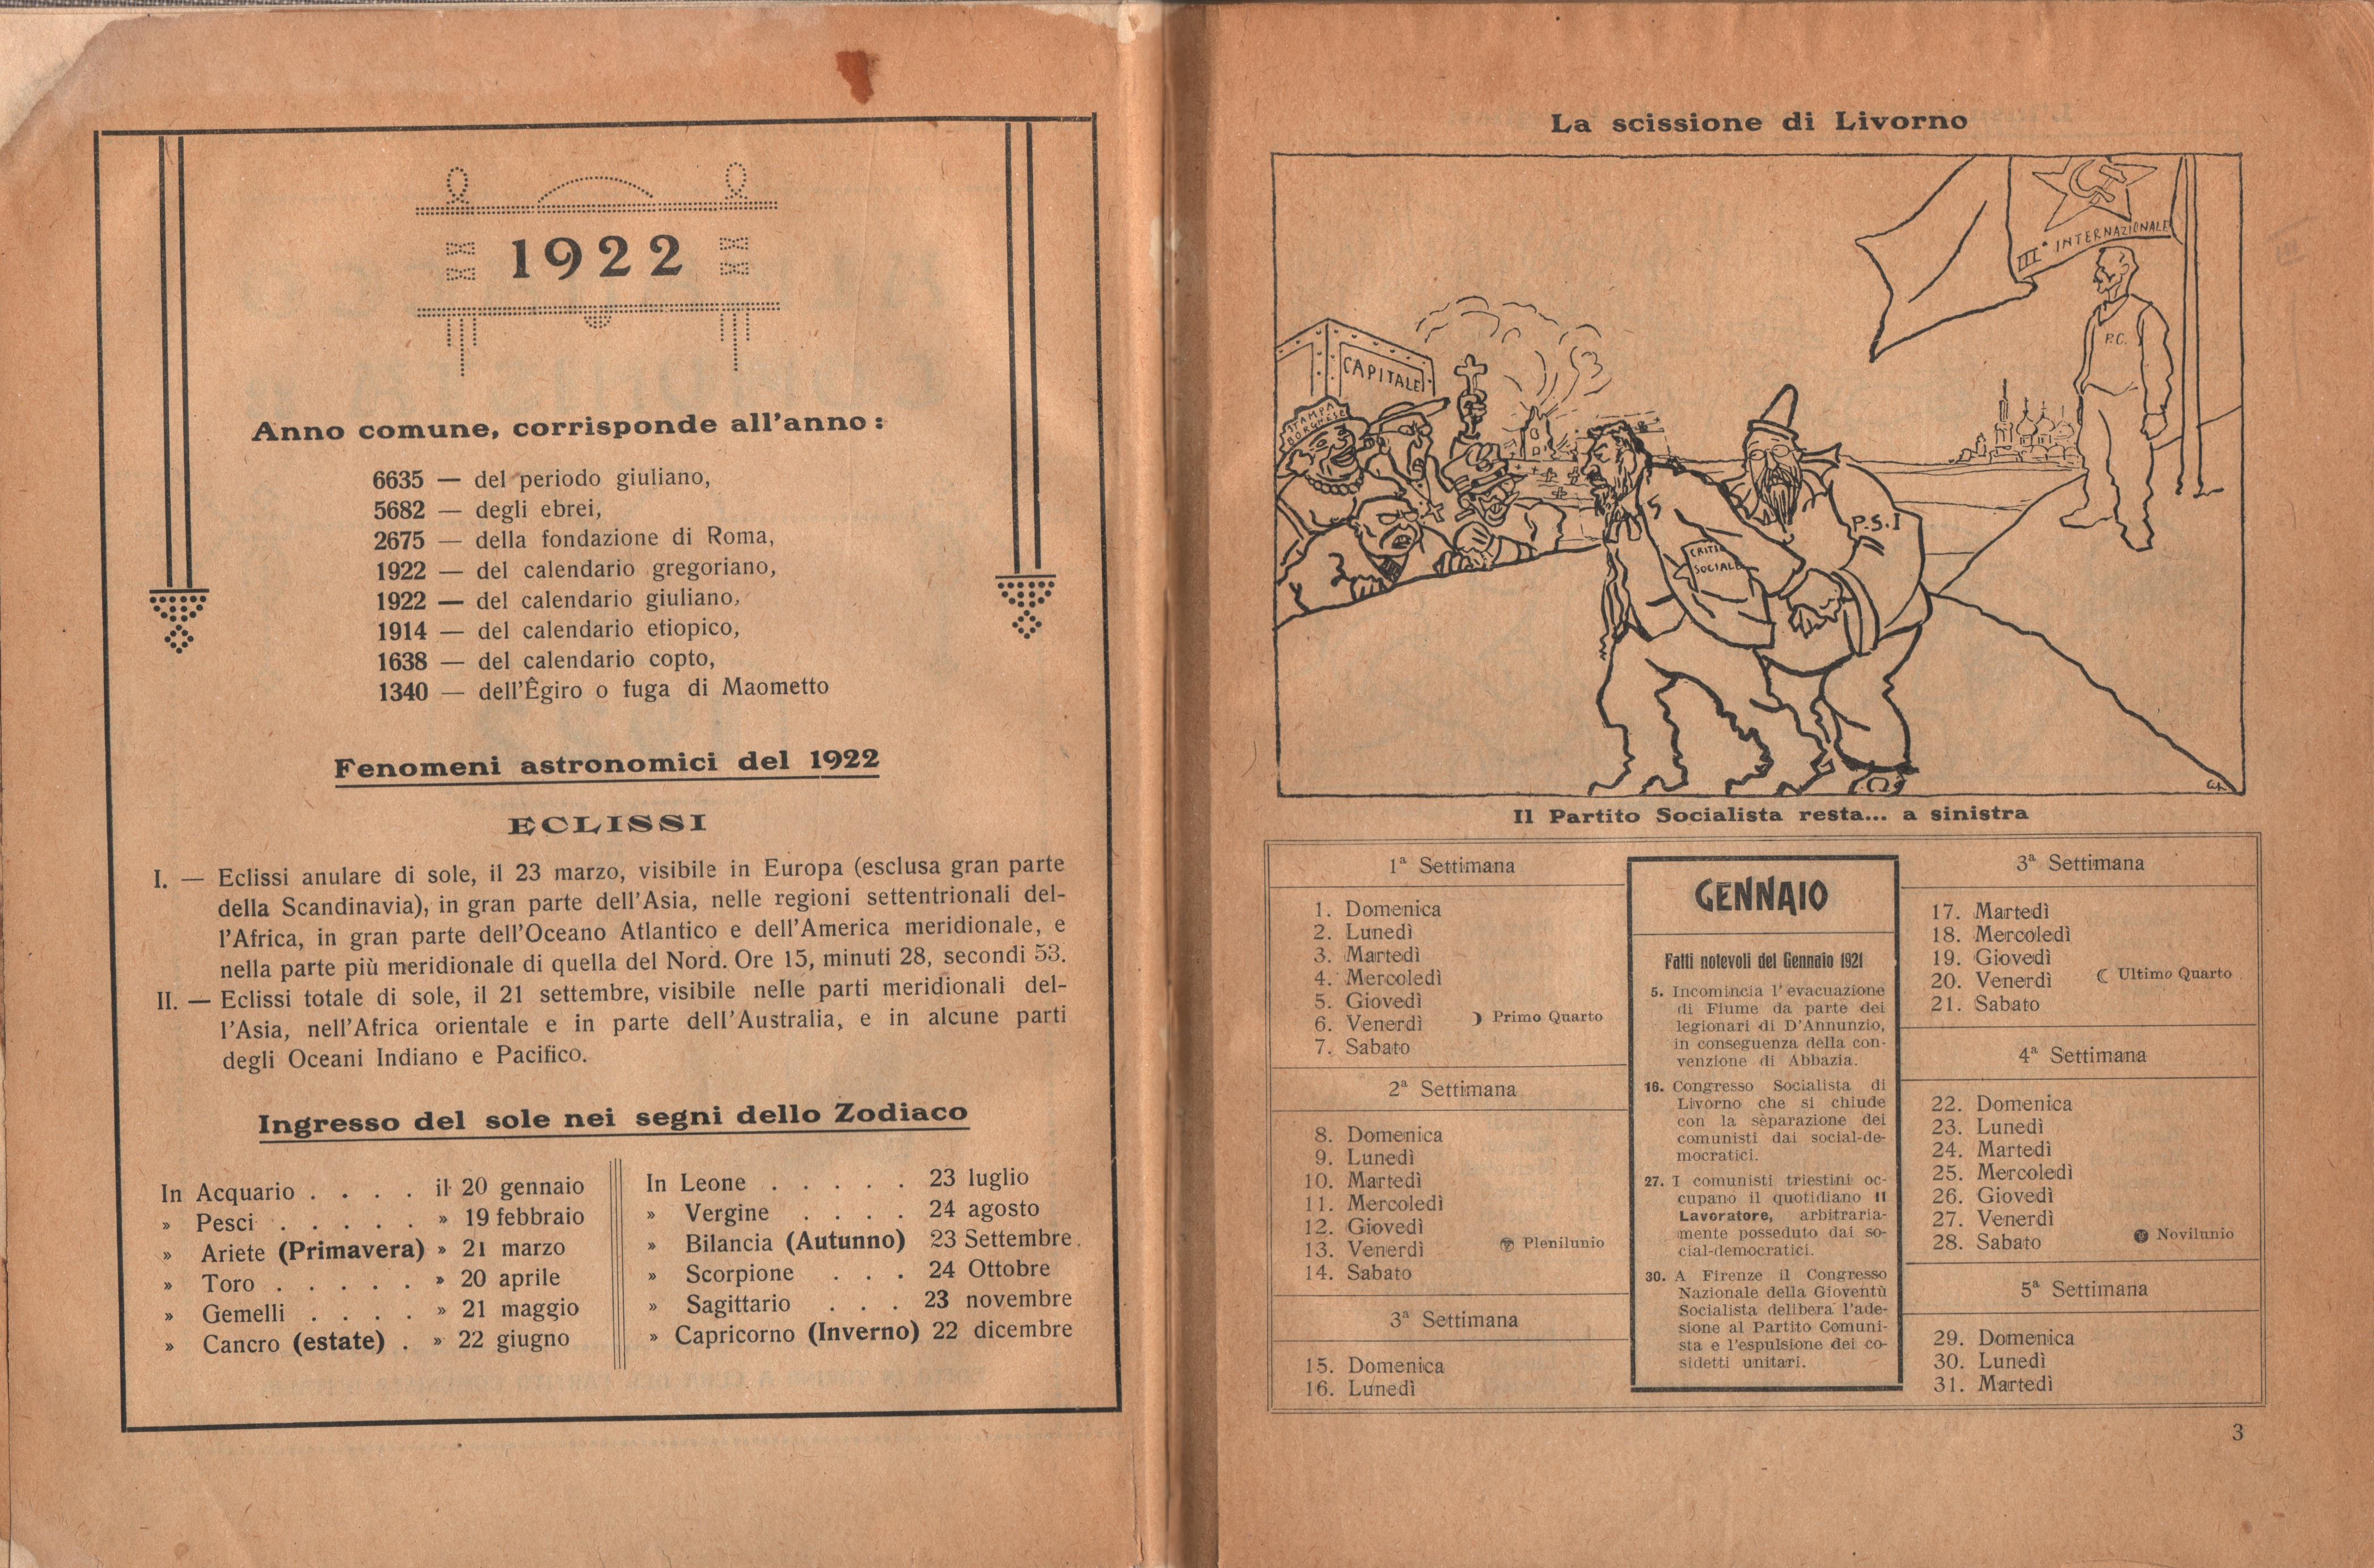 1922
Anno comune, corrisponde all'anno:
6635 — del periodo giuliano,
5682 — degli ebrei,
2675 — della fondazione di Roma,
1922 — del calendario gregoriano,
1922 — del calendario giuliano,
1914 — del calendario etiopico,
1638 — del calendario copto,
1340 — dell'Êgiro o fuga di Maometto
Fenomeni astronomici del 1922
ECLISSI
I. — Eclissi anulare di sole, il 23 marzo, visibile in Europa (esclusa gran parte
della Scandinavia), in gran parte dell'Asia, nelle regioni settentrionali del-
l'Africa, in gran parte dell'Oceano Atlantico e dell'America meridionale, e
nella parte più meridionale di quella del Nord. Ore 15, minuti 28, secondi 53.
II. — Eclissi totale di sole, il 21 settembre, visibile nelle parti meridionali del-
l'Asia, nell'Africa orientale e in parte dell'Australia, e in alcune parti
degli Oceani Indiano e Pacifico.
Ingresso del sole nei segni dello Zodiaco
In Acquario . . . . il 20 gennaio
» Pesci . . . . . » 19 febbraio
» Ariete (Primavera) » 21 marzo
» Toro . . . . . » 20 aprile
» Gemelli . . . . » 21 maggio
» Cancro (estate) . » 22 giugno
In Leone . . . . . 23 luglio
» Vergine . . . . 24 agosto
» Bilancia (Autunno) 23 Settembre.
» Scorpione . . . 24 Ottobre
» Sagittario . . . 23 novembre
» Capricorno (Inverno) 22 dicembre
La scissione di Livorno
IIIª INTERNAZIONALE
P.C.
CAPITALE
STAMPA
BORGHESE
P.S.I
CRITI
SOCIALE
Il Partito Socialista resta... a sinistra
1ª Settimana
1. Domenica
2. Lunedì
3. Martedì
4. Mercoledì
5. Giovedì
6. Venerdì ☽ Primo Quarto
7. Sabato
2ª Settimana
8. Domenica
9. Lunedì
10. Martedì
11. Mercoledì
12. Giovedì
13. Venerdì Plenilunio
14. Sabato
3ª Settimana
15. Domenica
16. Lunedì
GENNAIO
Fatti notevoli del Gennaio 1921
5. Incomincia l'evacuazione
di Fiume da parte dei
legionari di D'Annunzio,
in conseguenza della con-
venzione di Abbazia.
16. Congresso Socialista di
Livorno che si chiude
con la sèparazione dei
comunisti dai social-de-
mocratici.
27. I comunisti triestini oc-
cupano il quotidiano Il
Lavoratore, arbitraria-
mente posseduto dai so-
cial-democratici.
30. A Firenze il Congresso
Nazionale della Gioventù
Socialista delibera l'ade-
sione al Partito Comuni-
sta e l'espulsione dei co-
sidetti unitari.
3ª Settimana
17. Martedì
18. Mercoledì
19. Giovedì
20. Venerdì ☾ Ultimo Quarto
21. Sabato
4ª Settimana
22. Domenica
23. Lunedì
24. Martedì
25. Mercoledì
26. Giovedì
27. Venerdì
28. Sabato Novilunio
5ª Settimana
29. Domenica
30. Lunedì
31. Martedì
3